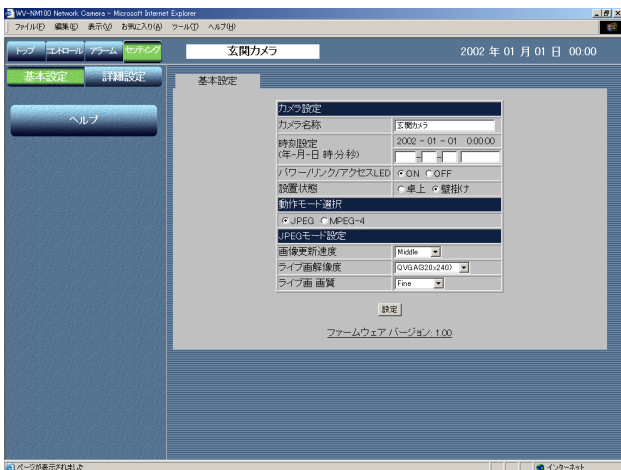 WV-NM100 Network Camera - Microsoft Internet Explorer
ファイル(F) 編集(E) 表示(V) お気に入り(A) ツール(T) ヘルプ(H)
トップ コントロール アラーム セッティング 玄関カメラ 2002 年 01 月 01 日 00:00
基本設定 詳細設定
ヘルプ
基本設定
カメラ設定
カメラ名称 玄関カメラ
時刻設定 2002 - 01 - 01 0:00:00
(年-月-日 時:分:秒) - -
パワー/リンク/アクセスLED ON OFF
設置状態 卓上 壁掛け
動作モード選択
JPEG MPEG-4
JPEGモード設定
画像更新速度 Middle
ライブ画解像度 QVGA(320x240)
ライブ画 画質 Fine
設定
ファームウェア バージョン: 1.00
ページが表示されました インターネット